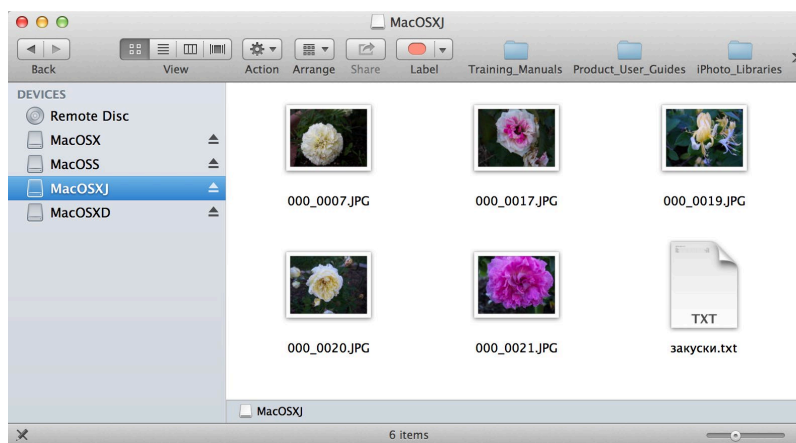 MacOSXJ
Back View Action Arrange Share Label Training_Manuals Product_User_Guides iPhoto_Libraries
DEVICES
Remote Disc
MacOSX
MacOSS
MacOSXJ
MacOSXD
000_0007.JPG 000_0017.JPG 000_0019.JPG
TXT
000_0020.JPG 000_0021.JPG закуски.txt
MacOSXJ
6 items